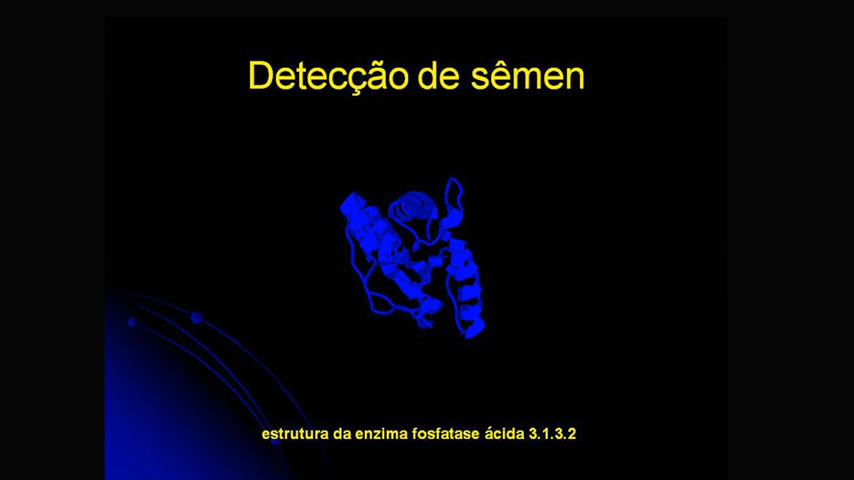 Detecção de sêmen
estrutura da enzima fosfatase ácida 3.1.3.2